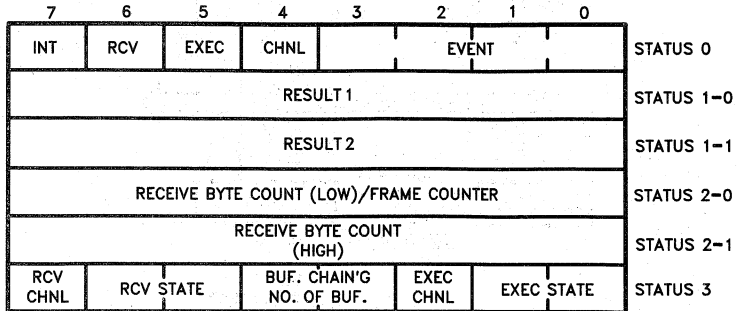 7 6 5 4 3 2 1 0
INT RCV EXEC CHNL EVENT STATUS 0
RESULT 1 STATUS 1-0
RESULT 2 STATUS 1-1
RECEIVE BYTE COUNT (LOW)/FRAME COUNTER STATUS 2-0
RECEIVE BYTE COUNT
(HIGH) STATUS 2-1
RCV CHNL RCV STATE BUF. CHAIN'G NO. OF BUF. EXEC CHNL EXEC STATE STATUS 3